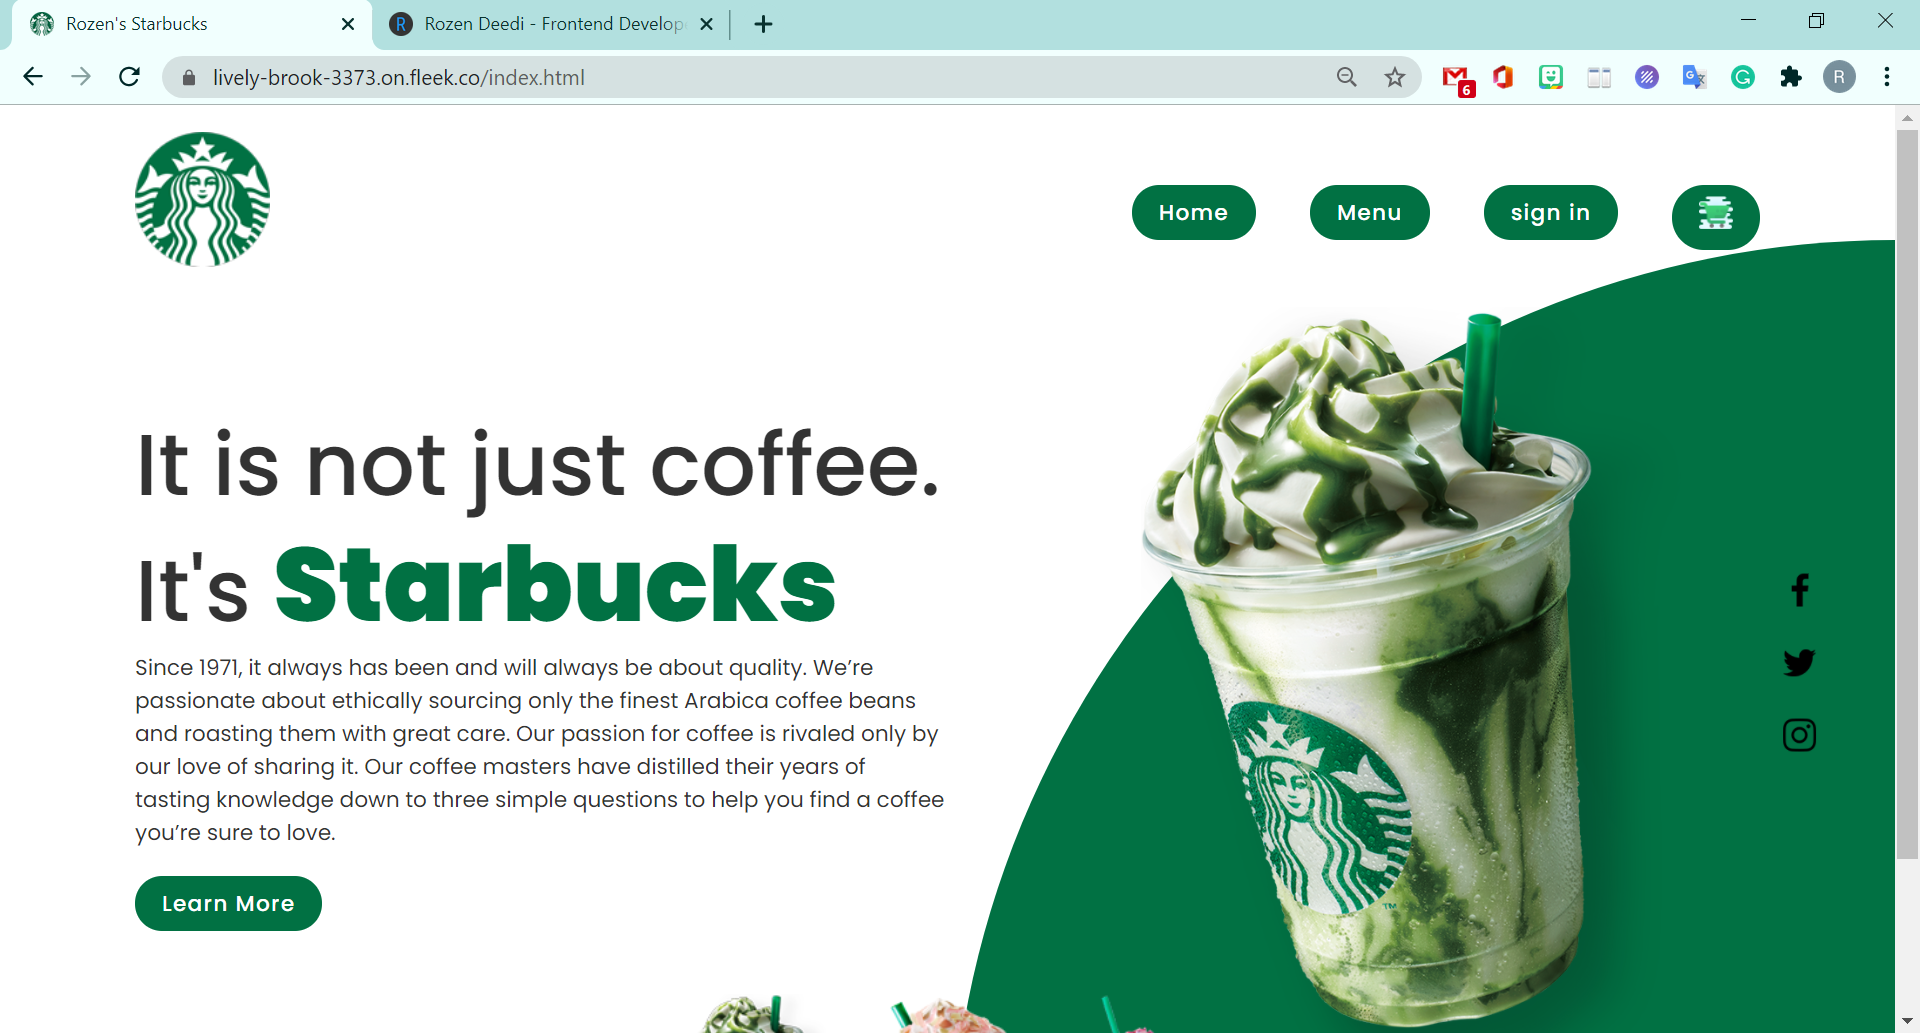 Rozen's Starbucks
Rozen Deedi - Frontend Develop
lively-brook-3373.on.fleek.co/index.html
6
R
Home
Menu
sign in
It is not just coffee.
It's Starbucks
Since 1971, it always has been and will always be about quality. We’re
passionate about ethically sourcing only the finest Arabica coffee beans
and roasting them with great care. Our passion for coffee is rivaled only by
our love of sharing it. Our coffee masters have distilled their years of
tasting knowledge down to three simple questions to help you find a coffee
you’re sure to love.
Learn More
TM